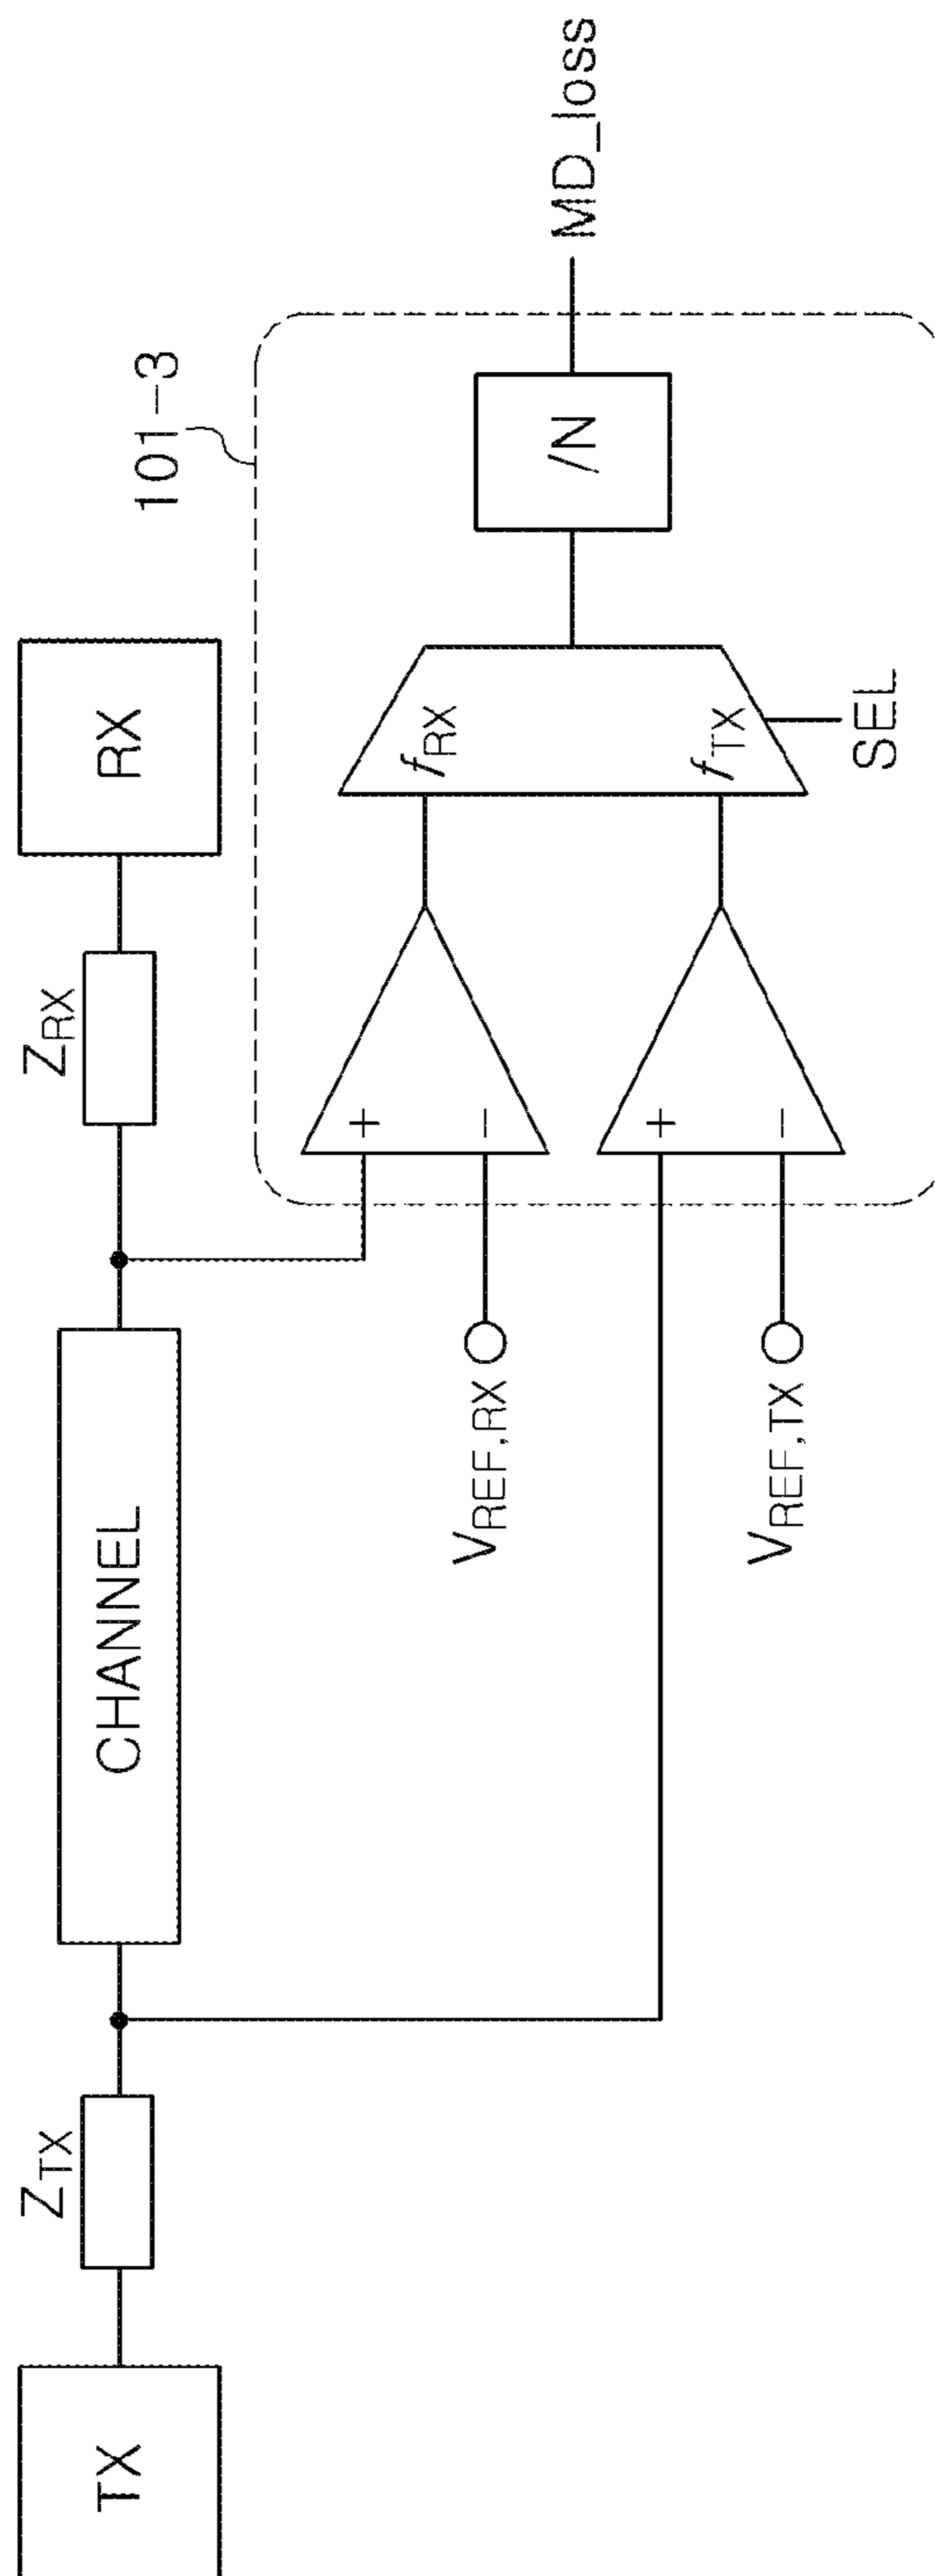 TX
Z_TX
CHANNEL
Z_RX
RX
101-3
+
-
f_RX
V_REF,RX
+
-
f_TX
V_REF,TX
SEL
/N
MD_loss